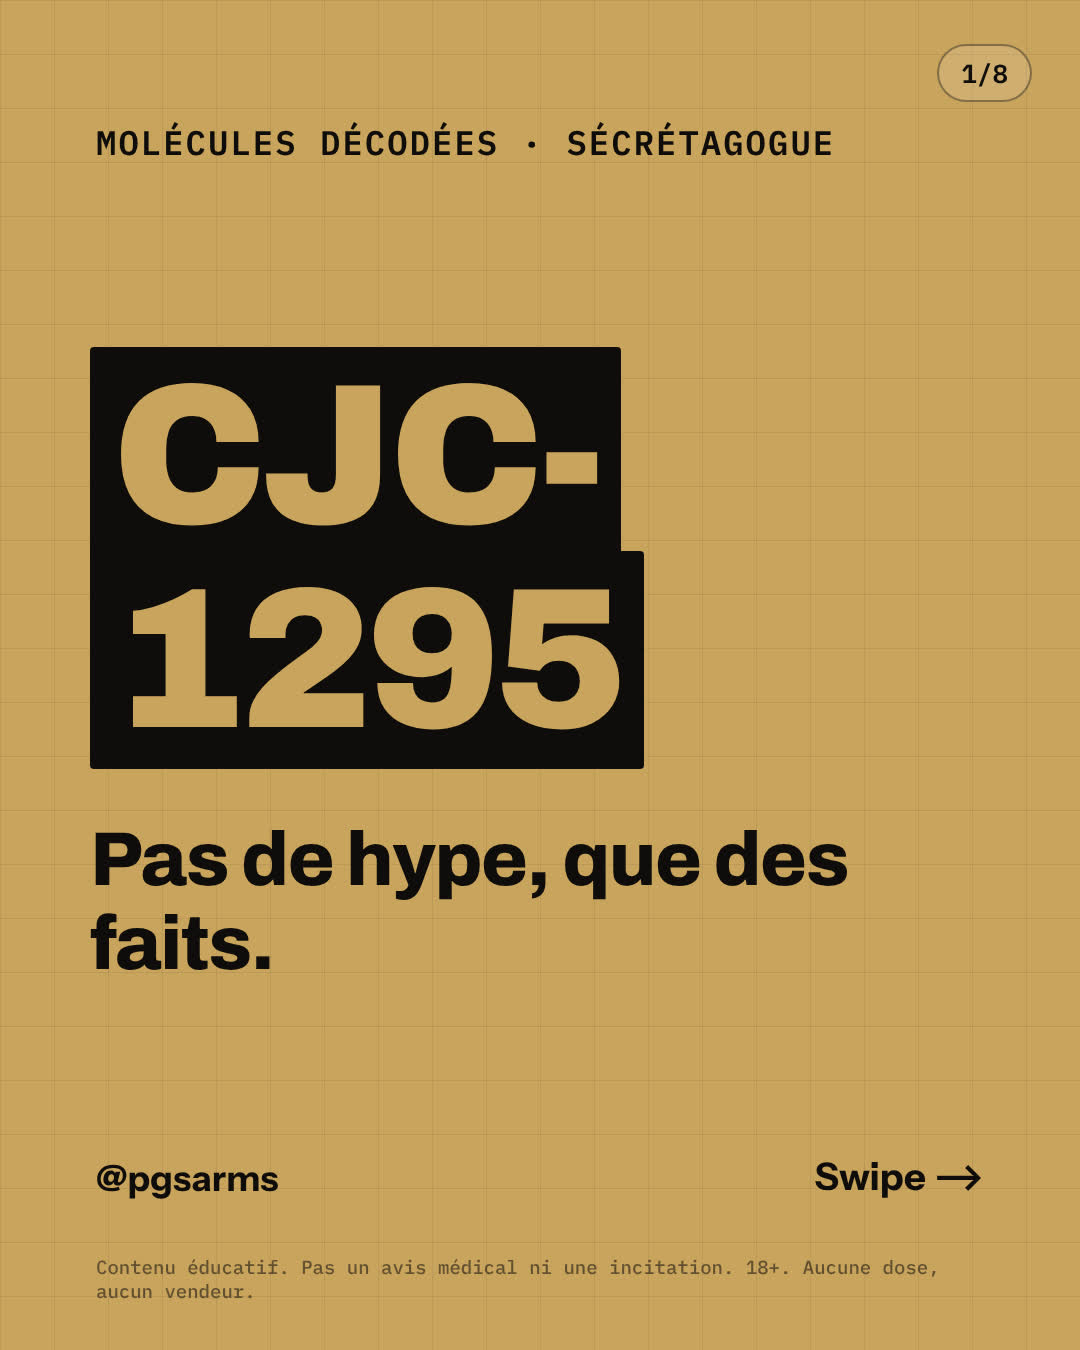 1/8
MOLÉCULES DÉCODÉES · SÉCRÉTAGOGUE
CJC-
1295
Pas de hype, que des
faits.
@pgsarms
Swipe →
Contenu éducatif. Pas un avis médical ni une incitation. 18+. Aucune dose,
aucun vendeur.